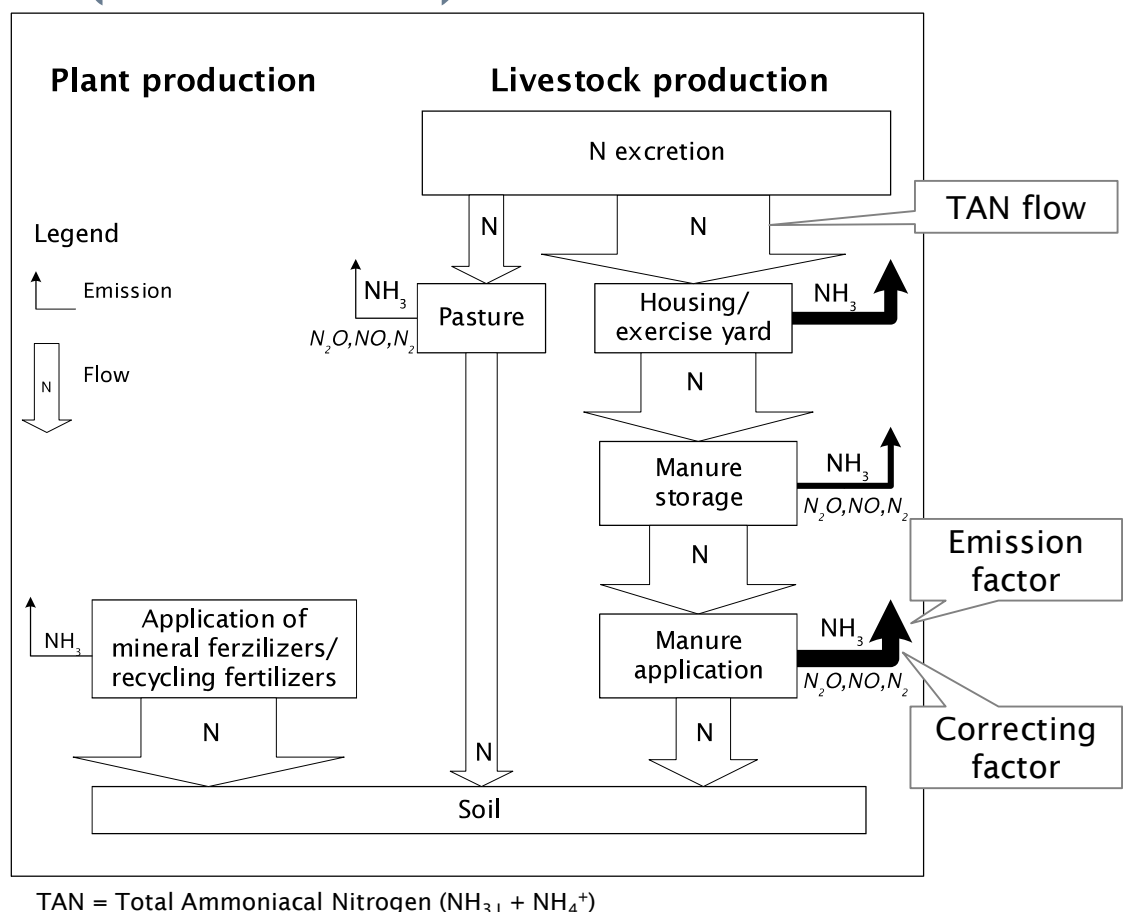 Plant production
Livestock production
N excretion
TAN flow
N
N
Legend
Emission
NH₃
N₂O,NO,N₂
Pasture
Housing/
exercise yard
NH₃
Flow
N
N
Manure
storage
NH₃
N₂O,NO,N₂
N
Emission
factor
NH₃
Application of
mineral ferzilizers/
recycling fertilizers
Manure
application
NH₃
N₂O,NO,N₂
N
N
N
Correcting
factor
Soil
TAN = Total Ammoniacal Nitrogen (NH₃↓ + NH₄⁺)